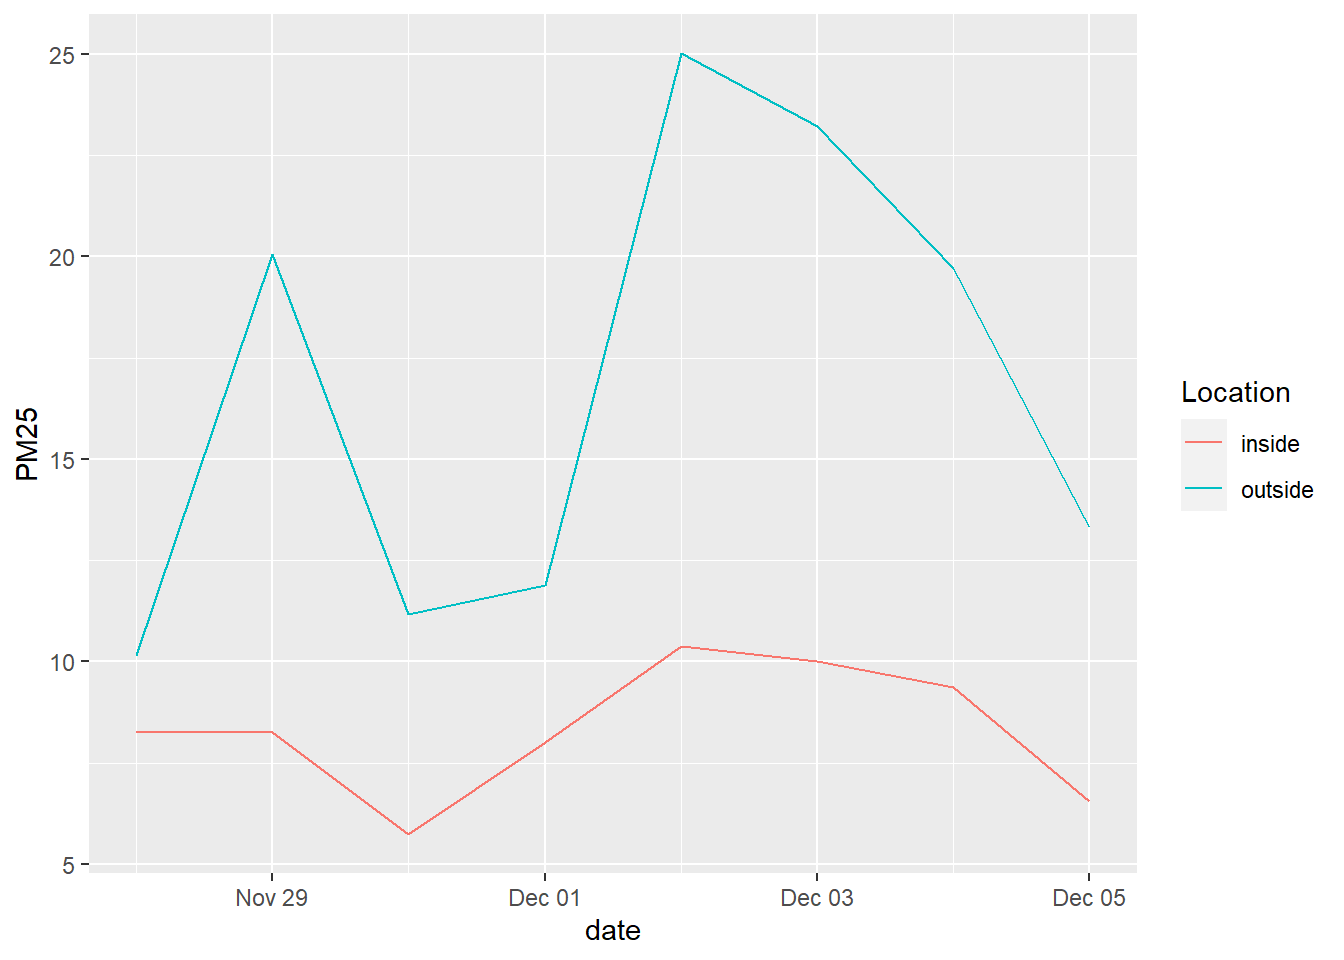 25
20
15
10
5
PM25
Nov 29
Dec 01
Dec 03
Dec 05
date
Location
inside
outside